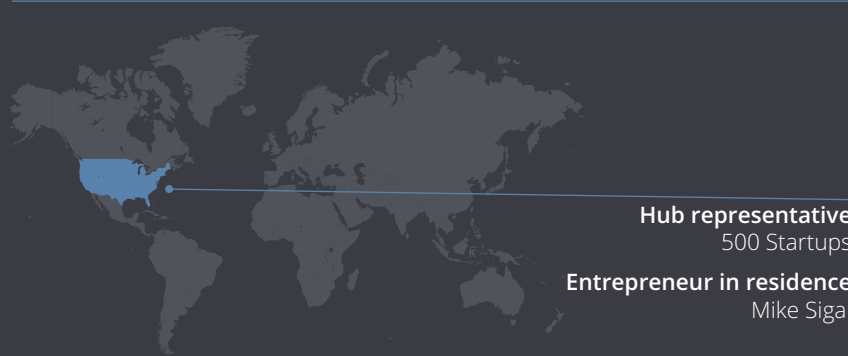 Hub representative
500 Startups
Entrepreneur in residence
Mike Siga